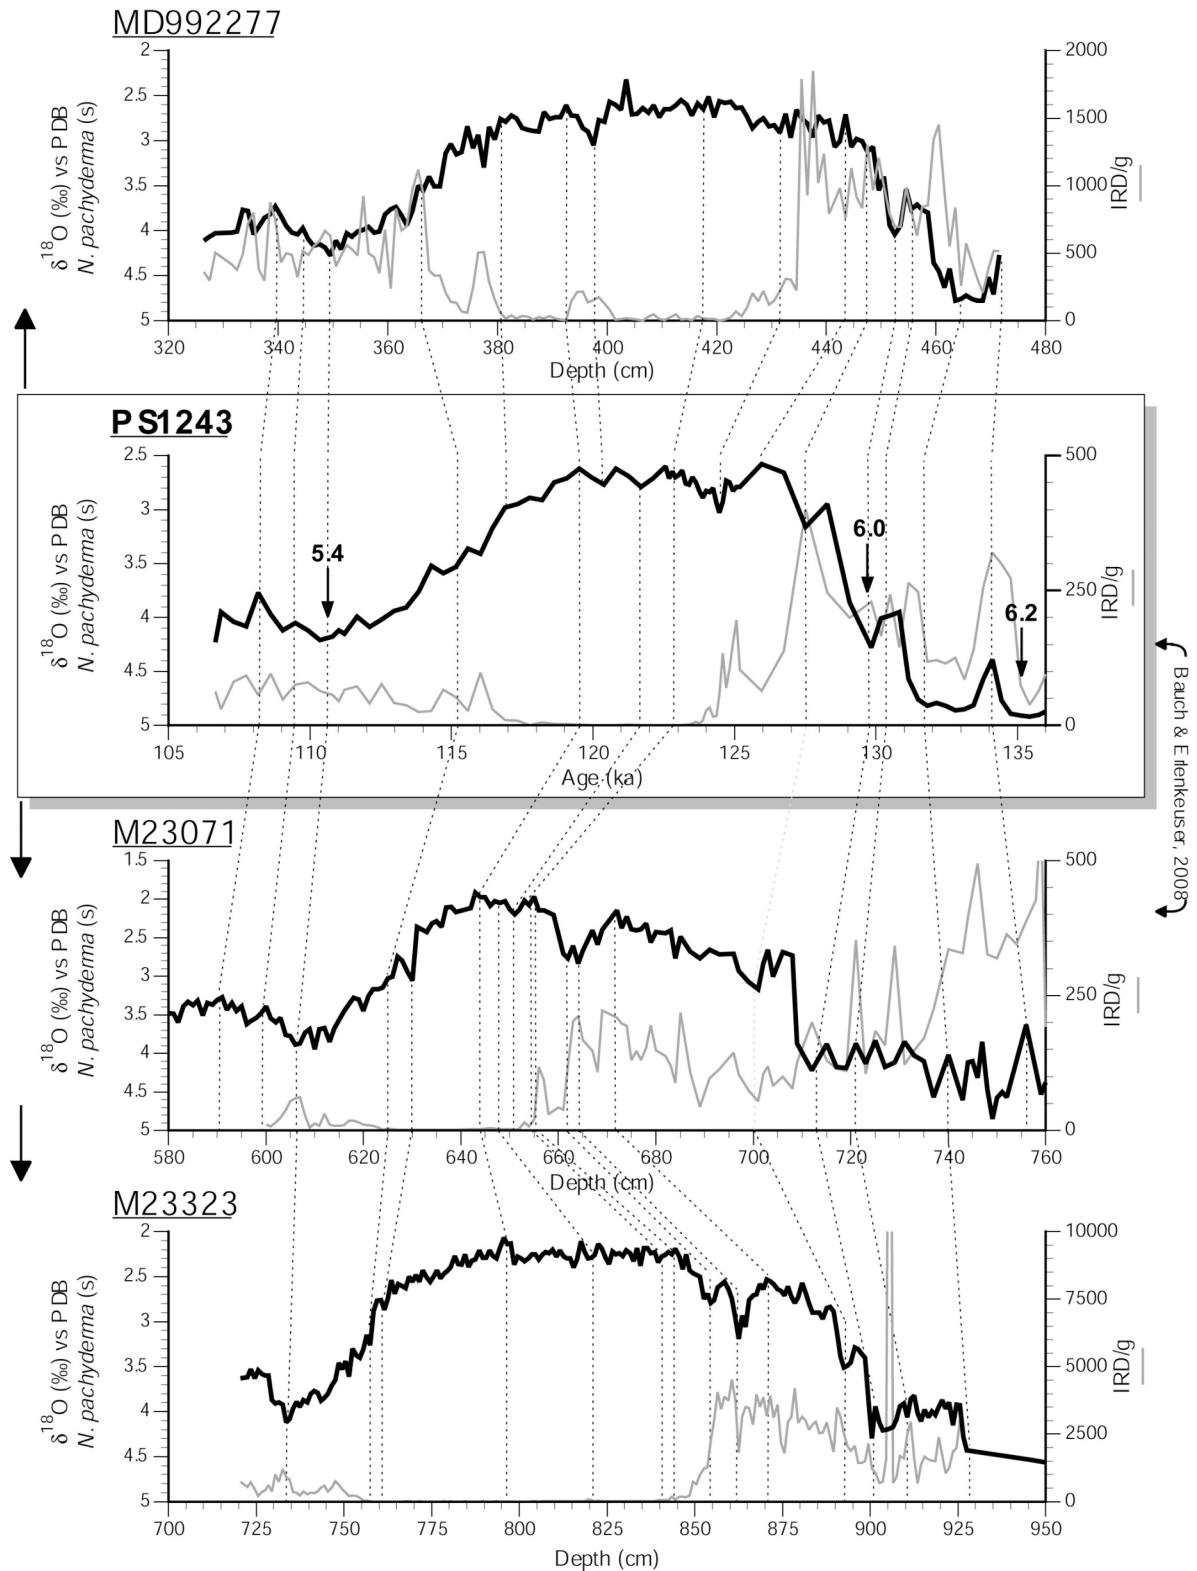 MD992277
δ18O (‰) vs PDB
N. pachyderma (s)
2
2.5
3
3.5
4
4.5
5
2000
1500
1000
500
0
IRD/g
320 340 360 380 400 420 440 460 480
Depth (cm)
PS1243
δ18O (‰) vs PDB
N. pachyderma (s)
2.5
3
3.5
4
4.5
5
5.4
6.0
6.2
500
250
0
IRD/g
105 110 115 120 125 130 135
Age (ka)
Bauch & Erlenkeuser, 2008
M23071
δ18O (‰) vs PDB
N. pachyderma (s)
1.5
2
2.5
3
3.5
4
4.5
5
500
250
0
IRD/g
580 600 620 640 660 680 700 720 740 760
Depth (cm)
M23323
δ18O (‰) vs PDB
N. pachyderma (s)
2
2.5
3
3.5
4
4.5
5
10000
7500
5000
2500
0
IRD/g
700 725 750 775 800 825 850 875 900 925 950
Depth (cm)